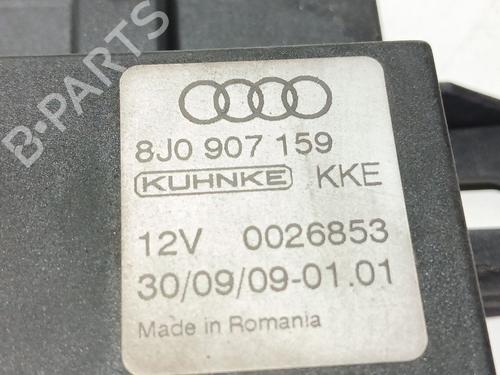 B-PARTS
8J0 907 159
KUHNKE KKE
12V 0026853
30/09/09-01.01
Made in Romania